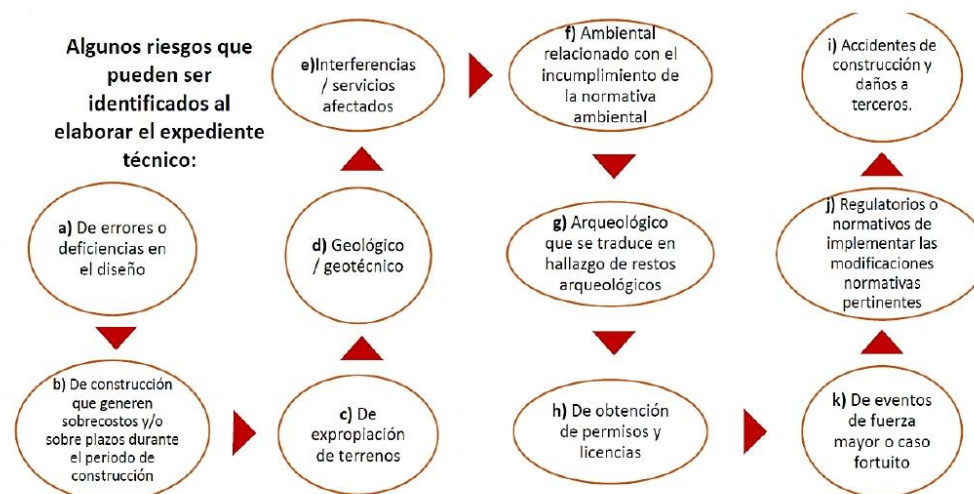 Algunos riesgos que
pueden ser
identificados al
elaborar el expediente
técnico:
a) De errores o
deficiencias en
el diseño
b) De construcción
que generen
sobrecostos y/o
sobre plazos durante
el periodo de
construcción
c) De
expropiación
de terrenos
d) Geológico
/ geotécnico
e)Interferencias
/ servicios
afectados
f) Ambiental
relacionado con el
incumplimiento de
la normativa
ambiental
g) Arqueológico
que se traduce en
hallazgo de restos
arqueológicos
h) De obtención
de permisos y
licencias
k) De eventos
de fuerza
mayor o caso
fortuito
j) Regulatorios o
normativos de
implementar las
modificaciones
normativas
pertinentes
i) Accidentes de
construcción y
daños a
terceros.